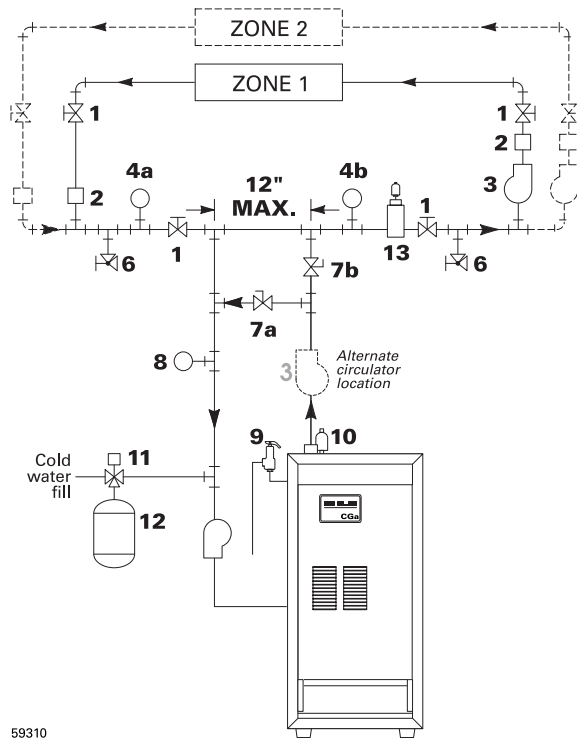 ZONE 2
ZONE 1
1
1
2
4a
12"
MAX.
4b
1
2
3
6
1
13
6
7b
7a
8
3
Alternate
circulator
location
9
10
Cold
water
fill
11
12
CGa
59310